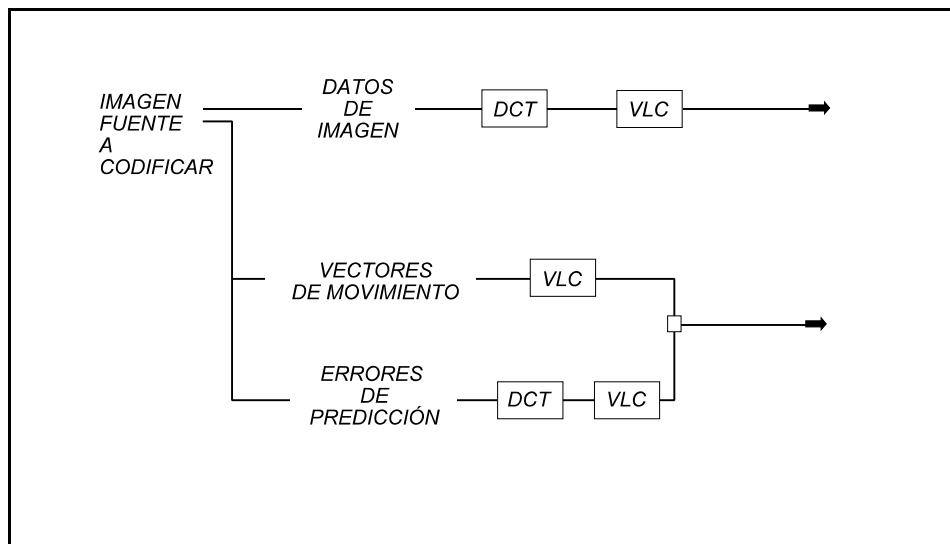 IMAGEN
FUENTE
A
CODIFICAR
DATOS
DE
IMAGEN
DCT
VLC
VECTORES
DE MOVIMIENTO
VLC
ERRORES
DE
PREDICCIÓN
DCT
VLC